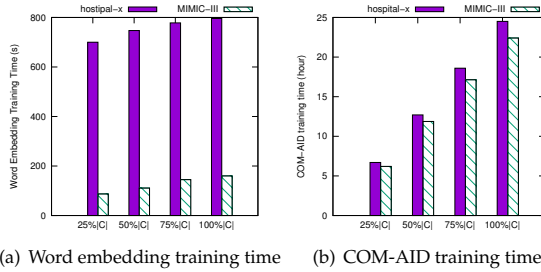 hostipal-x MIMIC-III
Word Embedding Training Time (s)
800
600
400
200
0
25%|C| 50%|C| 75%|C| 100%|C|
(a) Word embedding training time
hospital-x MIMIC-III
COM-AID training time (hour)
25
20
15
10
5
0
25%|C| 50%|C| 75%|C| 100%|C|
(b) COM-AID training time